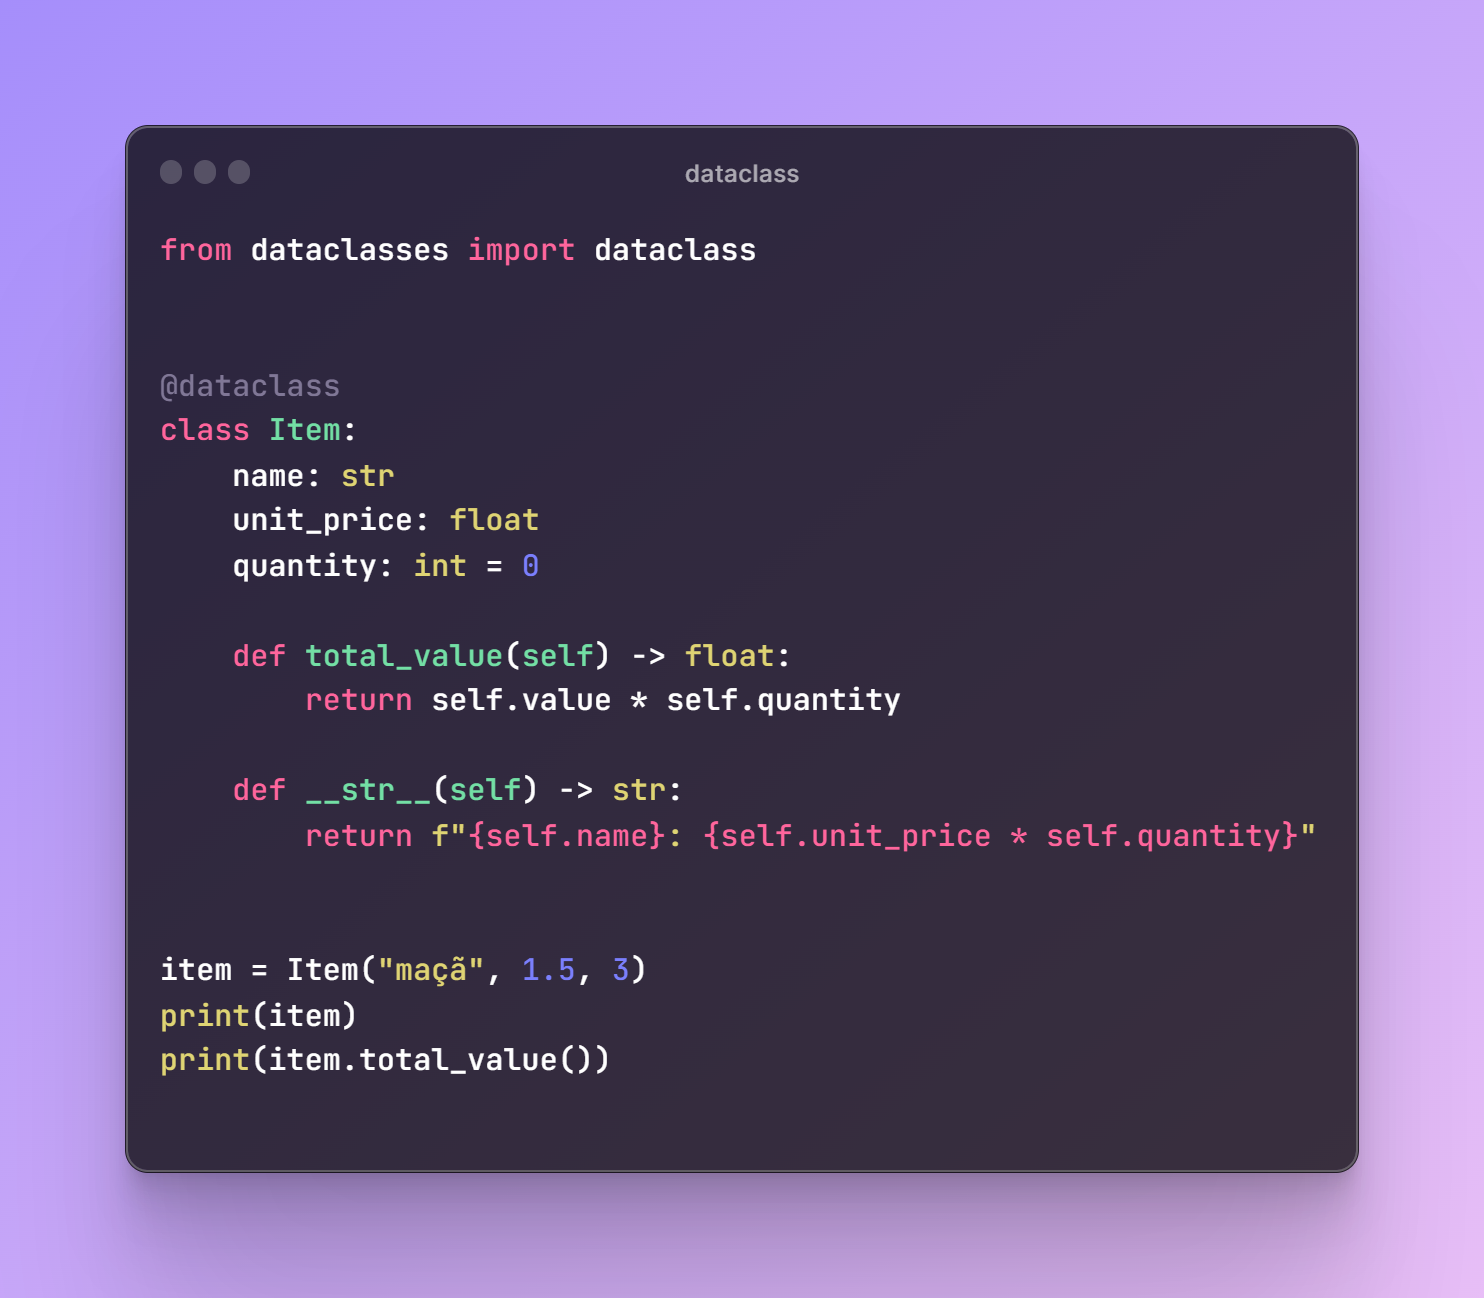 dataclass
from dataclasses import dataclass
@dataclass
class Item:
    name: str
    unit_price: float
    quantity: int = 0
    def total_value(self) -> float:
        return self.value * self.quantity
    def __str__(self) -> str:
        return f"{self.name}: {self.unit_price * self.quantity}"
item = Item("maçã", 1.5, 3)
print(item)
print(item.total_value())